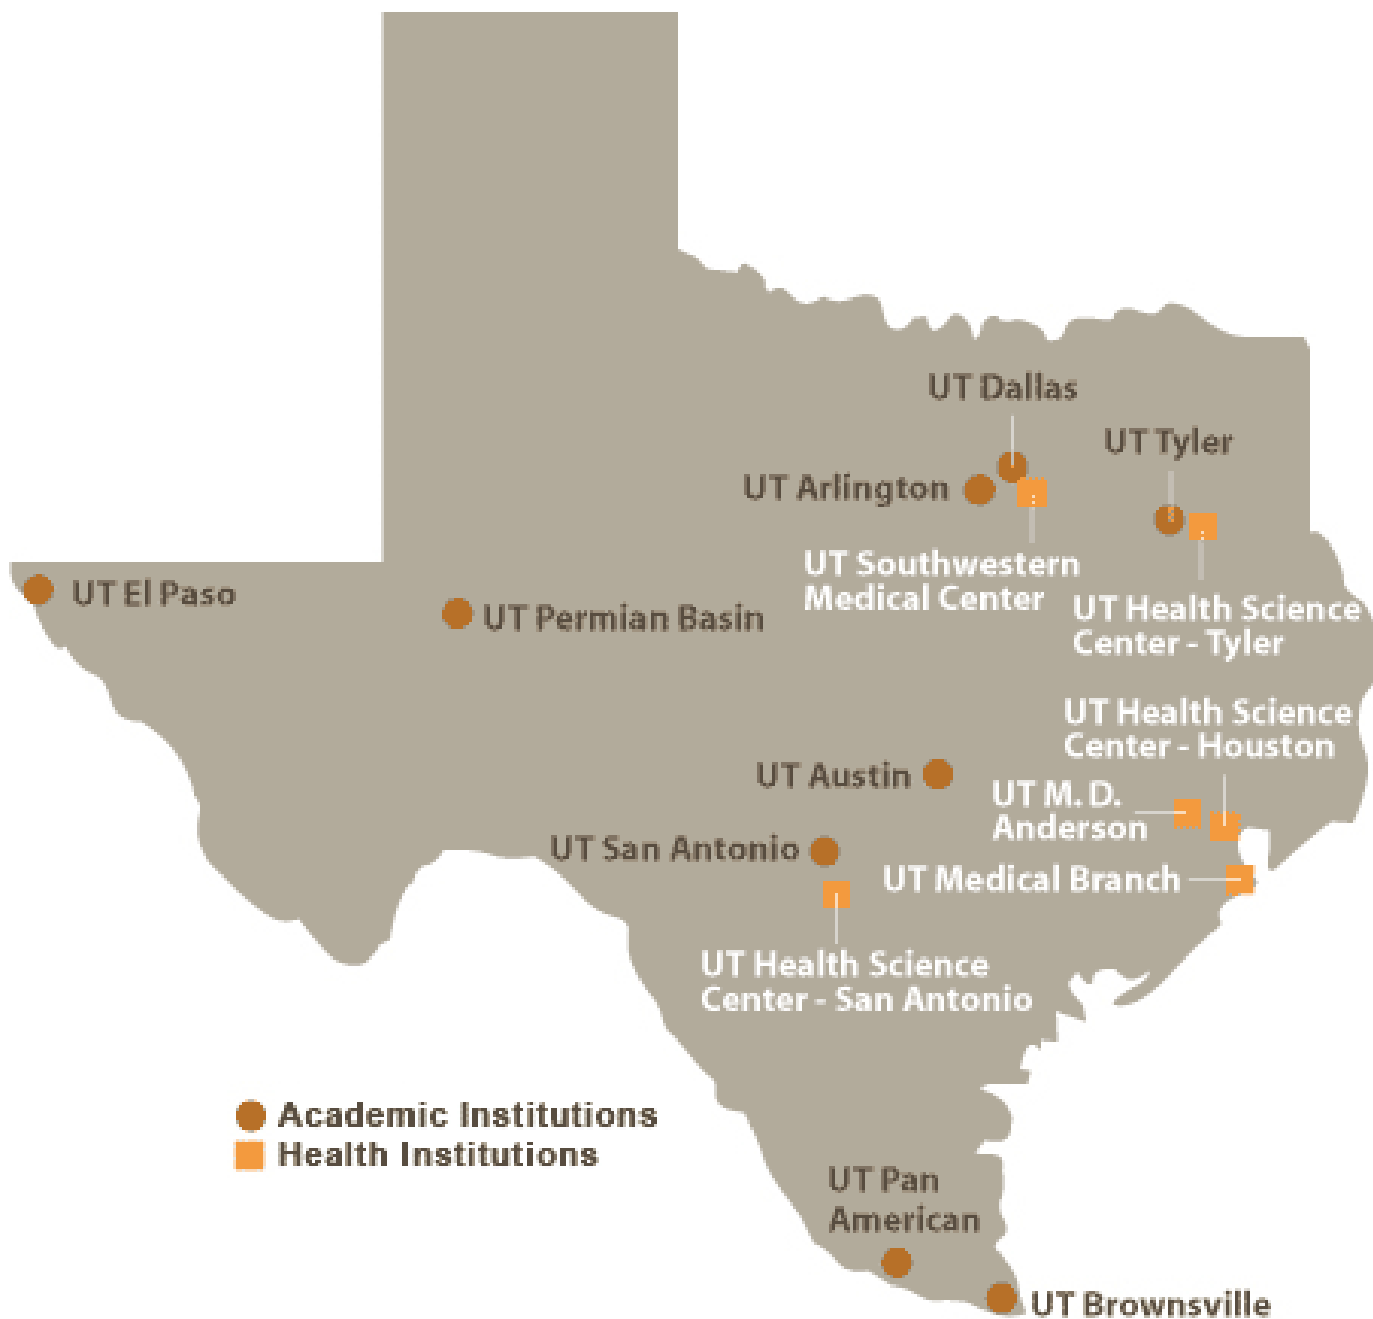 UT Dallas
UT Tyler
UT Arlington
UT Southwestern
Medical Center
UT El Paso
UT Permian Basin
UT Health Science
Center - Tyler
UT Health Science
Center - Houston
UT Austin
UT M. D.
Anderson
UT San Antonio
UT Medical Branch
UT Health Science
Center - San Antonio
Academic Institutions
Health Institutions
UT Pan
American
UT Brownsville